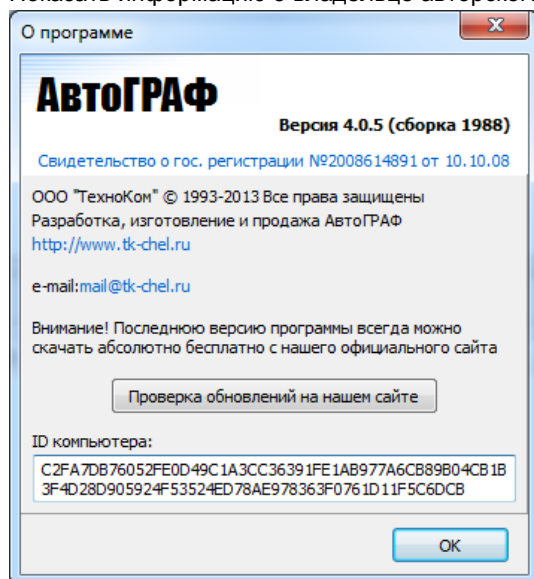 О программе
АвтоГРАФ
Версия 4.0.5 (сборка 1988)
Свидетельство о гос. регистрации №2008614891 от 10.10.08
ООО "ТехноКом" © 1993-2013 Все права защищены
Разработка, изготовление и продажа АвтоГРАФ
http://www.tk-chel.ru
e-mail:mail@tk-chel.ru
Внимание! Последнюю версию программы всегда можно
скачать абсолютно бесплатно с нашего официального сайта
Проверка обновлений на нашем сайте
ID компьютера:
C2FA7DB76052FE0D49C1A3CC36391FE1AB977A6CB89B04CB1B
3F4D28D905924F53524ED78AE978363F0761D11F5C6DCB
OK